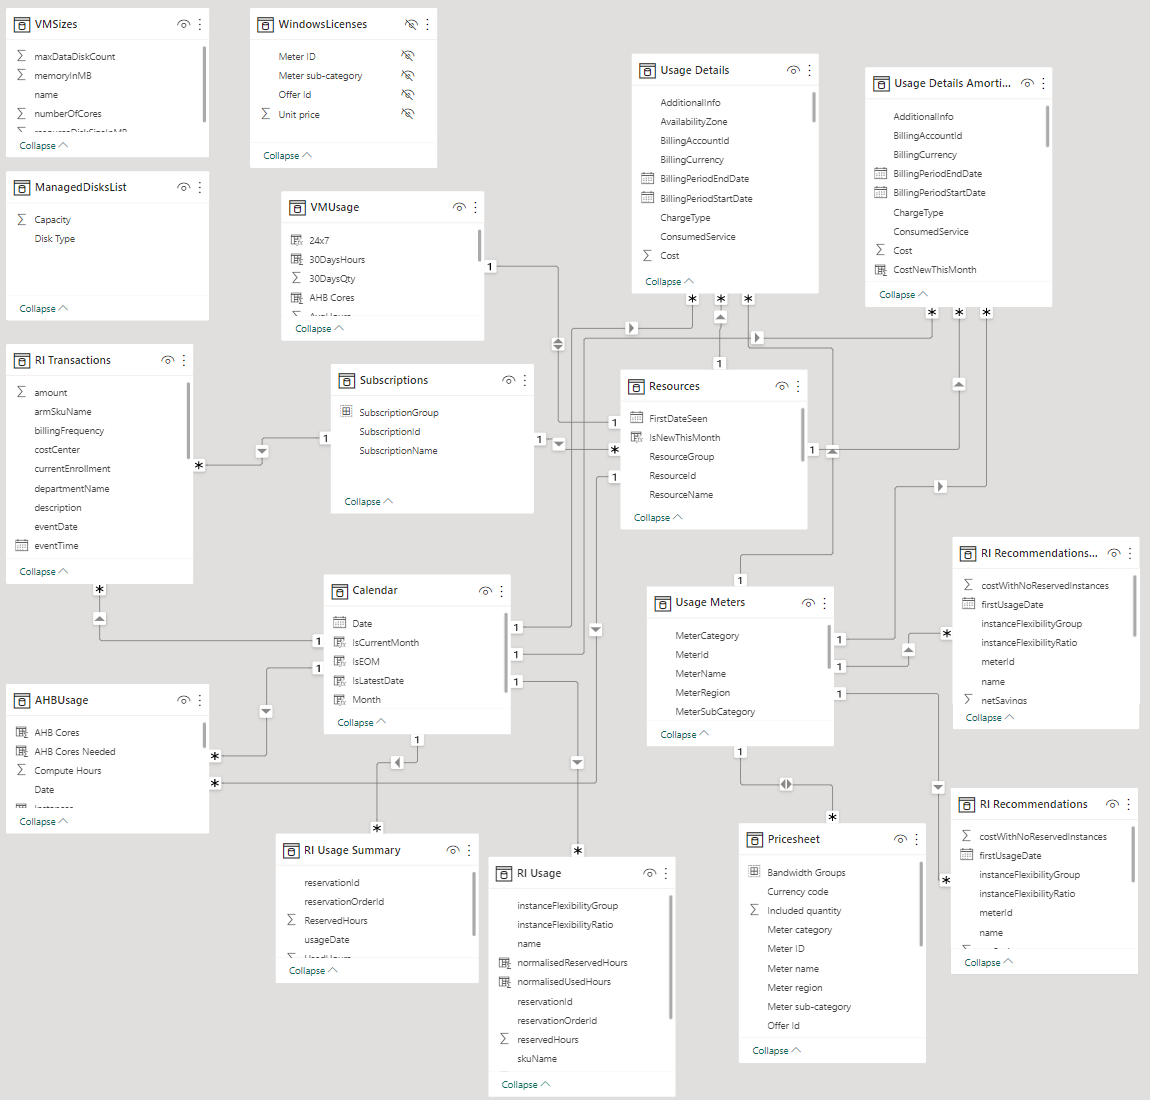 VMSizes
maxDataDiskCount
memoryInMB
name
numberOfCores
resourceDiskSizeInMB
Collapse
WindowsLicenses
Meter ID
Meter sub-category
Offer Id
Unit price
Collapse
ManagedDisksList
Capacity
Disk Type
Collapse
VMUsage
24x7
30DaysHours
30DaysQty
AHB Cores
AvgHours
Collapse
Usage Details
AdditionalInfo
AvailabilityZone
BillingAccountId
BillingCurrency
BillingPeriodEndDate
BillingPeriodStartDate
ChargeType
ConsumedService
Cost
Collapse
Usage Details Amorti...
AdditionalInfo
BillingAccountId
BillingCurrency
BillingPeriodEndDate
BillingPeriodStartDate
ChargeType
ConsumedService
Cost
CostNewThisMonth
Collapse
RI Transactions
amount
armSkuName
billingFrequency
costCenter
currentEnrollment
departmentName
description
eventDate
eventTime
Collapse
Subscriptions
SubscriptionGroup
SubscriptionId
SubscriptionName
Collapse
Resources
FirstDateSeen
IsNewThisMonth
ResourceGroup
ResourceId
ResourceName
Collapse
Calendar
Date
IsCurrentMonth
IsEOM
IsLatestDate
Month
Collapse
Usage Meters
MeterCategory
MeterId
MeterName
MeterRegion
MeterSubCategory
Collapse
RI Recommendations...
costWithNoReservedInstances
firstUsageDate
instanceFlexibilityGroup
instanceFlexibilityRatio
meterId
name
netSavings
Collapse
AHBUsage
AHB Cores
AHB Cores Needed
Compute Hours
Date
Instances
Collapse
RI Usage Summary
reservationId
reservationOrderId
ReservedHours
usageDate
UsedHours
Collapse
RI Usage
instanceFlexibilityGroup
instanceFlexibilityRatio
name
normalisedReservedHours
normalisedUsedHours
reservationId
reservationOrderId
reservedHours
skuName
Collapse
Pricesheet
Bandwidth Groups
Currency code
Included quantity
Meter category
Meter ID
Meter name
Meter region
Meter sub-category
Offer Id
Collapse
RI Recommendations
costWithNoReservedInstances
firstUsageDate
instanceFlexibilityGroup
instanceFlexibilityRatio
meterId
name
Collapse
1
1
1
*
1
*
1
1
*
*
*
*
*
*
1
1
*
1
1
1
1
1
*
*
1
*
*
1
1
1
1
1
*
*
*